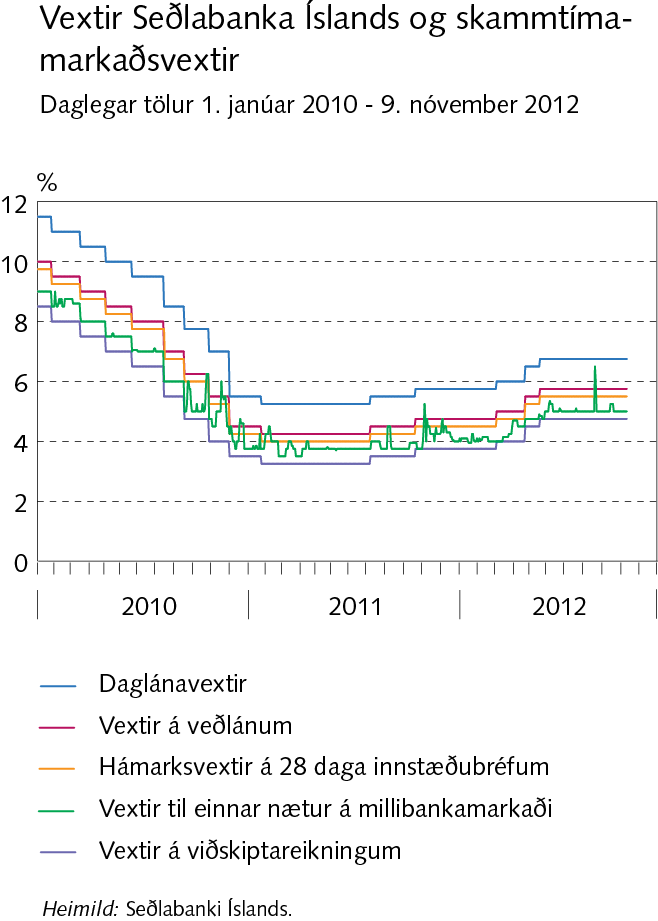 Vextir Seðlabanka Íslands og skammtíma-
markaðsvextir
Daglegar tölur 1. janúar 2010 - 9. nóvember 2012
%
12
10
8
6
4
2
0
2010 2011 2012
Daglánavextir
Vextir á veðlánum
Hámarksvextir á 28 daga innstæðubréfum
Vextir til einnar nætur á millibankamarkaði
Vextir á viðskiptareikningum
Heimild: Seðlabanki Íslands.